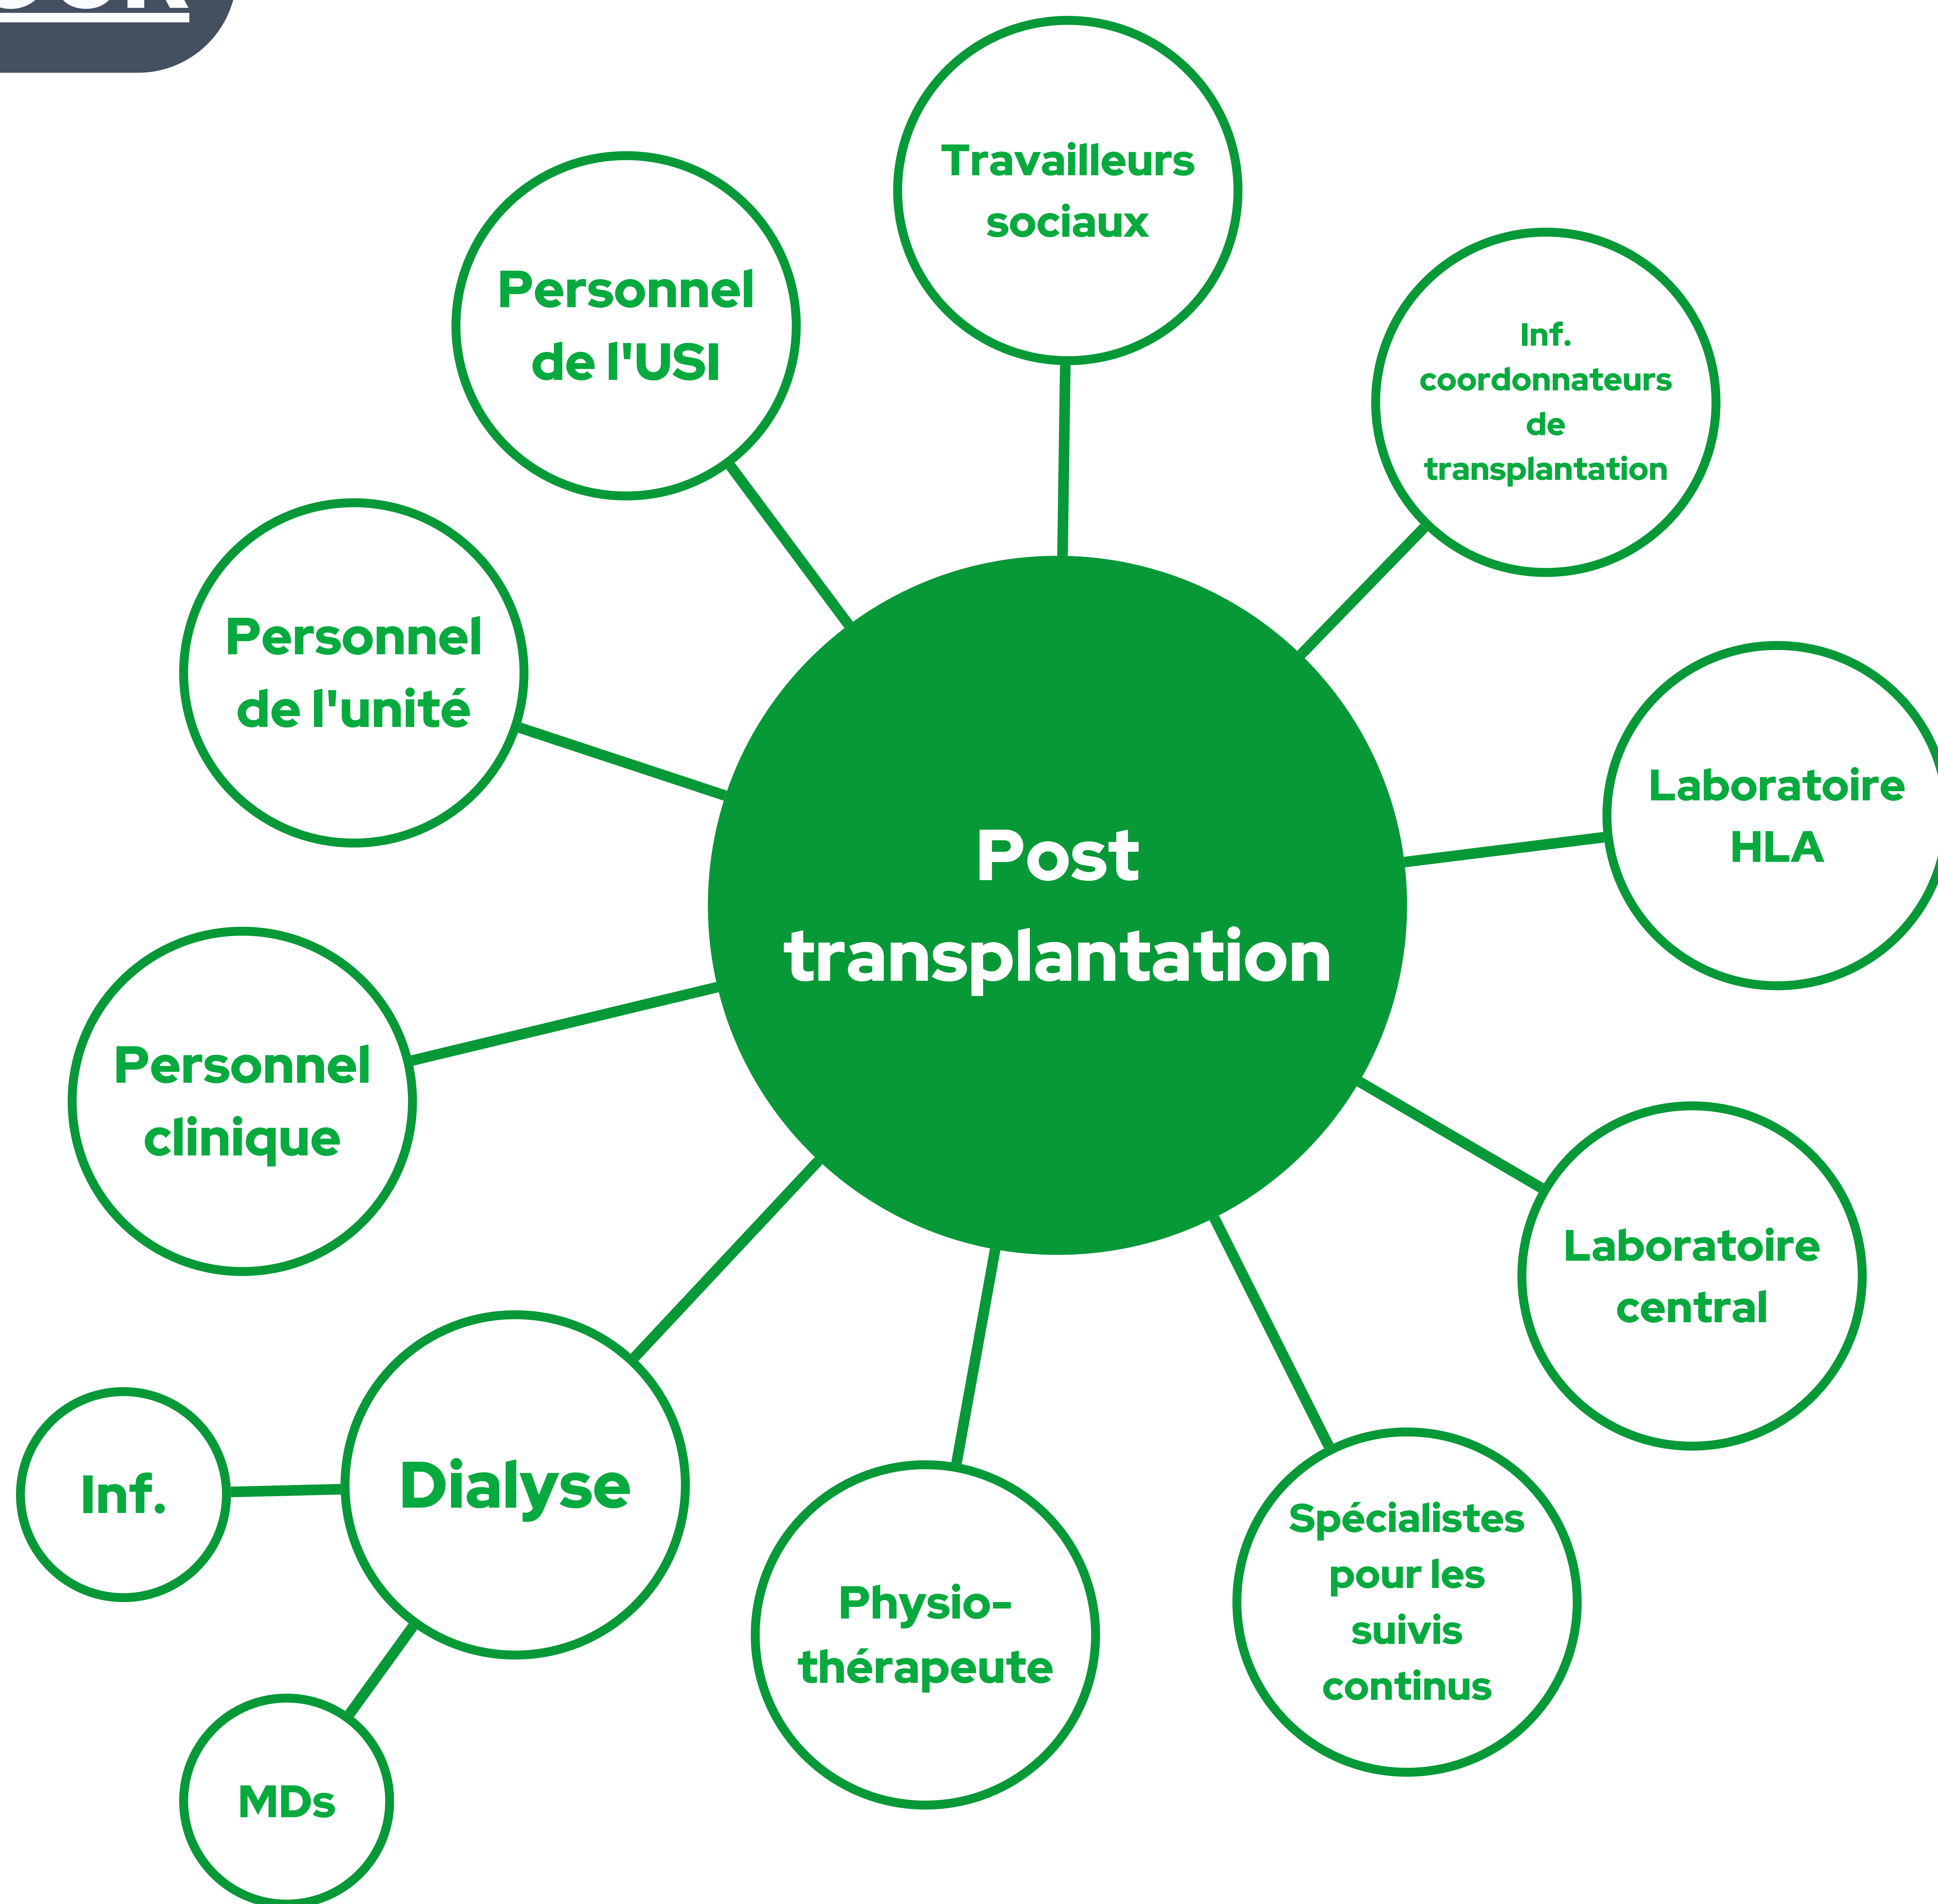 Travailleurs
sociaux
Personnel
de l'USI
Inf.
coordonnateurs
de
transplantation
Personnel
de l'unité
Laboratoire
HLA
Post
transplantation
Personnel
clinique
Laboratoire
central
Dialyse
Inf.
Spécialistes
pour les
suivis
continus
Physio-
thérapeute
MDs